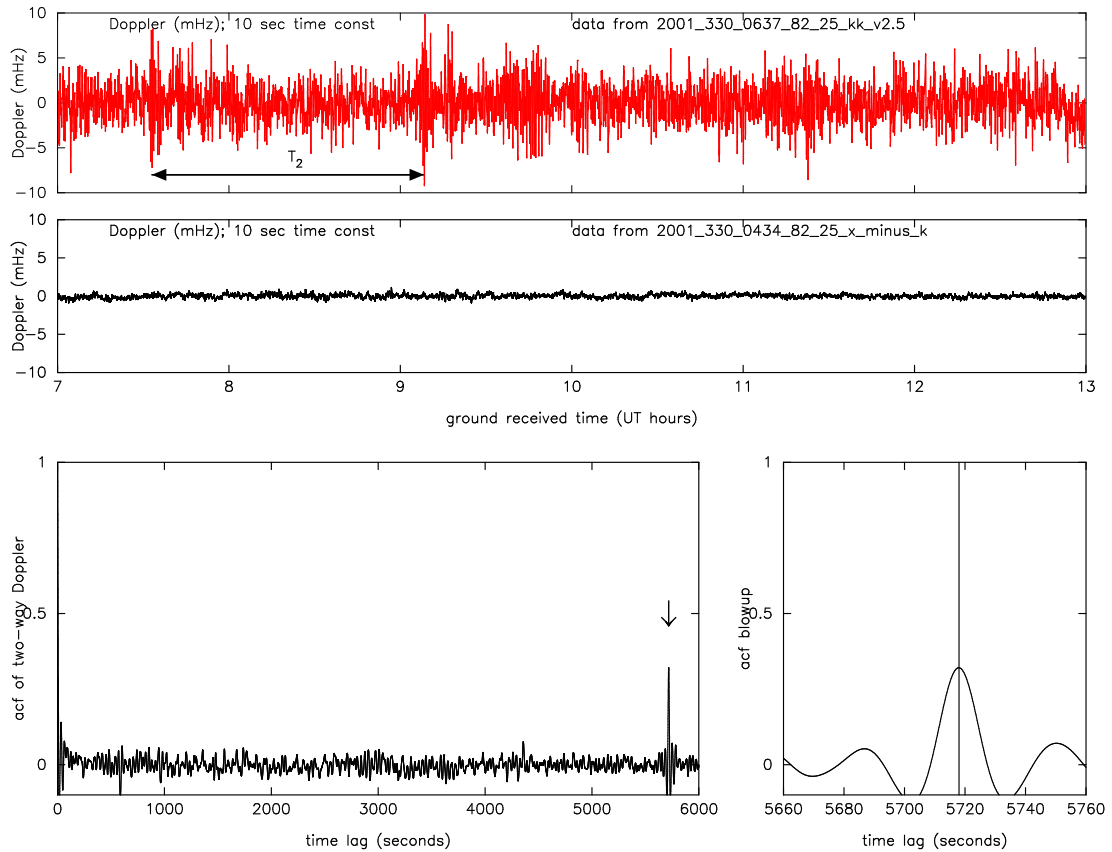 Doppler (mHz); 10 sec time const data from 2001_330_0637_82_25_kk_v2.5
Doppler (mHz)
10
5
0
−5
−10
T2
Doppler (mHz); 10 sec time const data from 2001_330_0434_82_25_x_minus_k
Doppler (mHz)
10
5
0
−5
−10
7 8 9 10 11 12 13
ground received time (UT hours)
acf of two−way Doppler
1
0.5
0
0 1000 2000 3000 4000 5000 6000
time lag (seconds)
acf blowup
1
0.5
0
5660 5680 5700 5720 5740 5760
time lag (seconds)